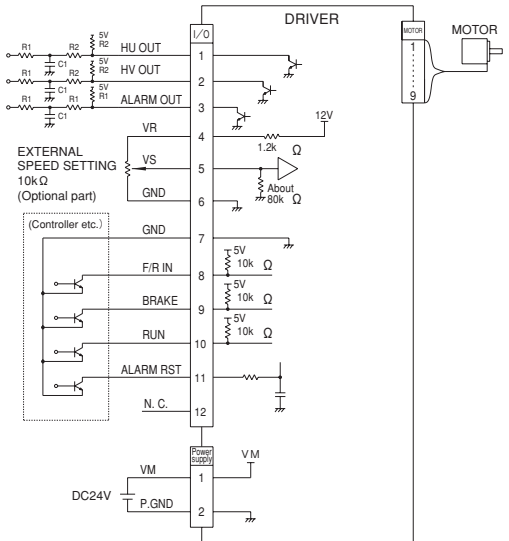 DRIVER
I/O
MOTOR
MOTOR
5V
R1
R2
R2
HU OUT
1
1
C1
5V
R1
R2
R2
HV OUT
2
C1
5V
R1
R1
R1
ALARM OUT
3
9
C1
12V
VR
4
1.2k Ω
EXTERNAL
SPEED SETTING
10kΩ
(Optional part)
VS
5
About
80k Ω
GND
6
(Controller etc.)
GND
7
5V
10k Ω
F/R IN
8
5V
10k Ω
BRAKE
9
5V
10k Ω
RUN
10
ALARM RST
11
N. C.
12
Power
supply
VM
VM
1
DC24V
P.GND
2